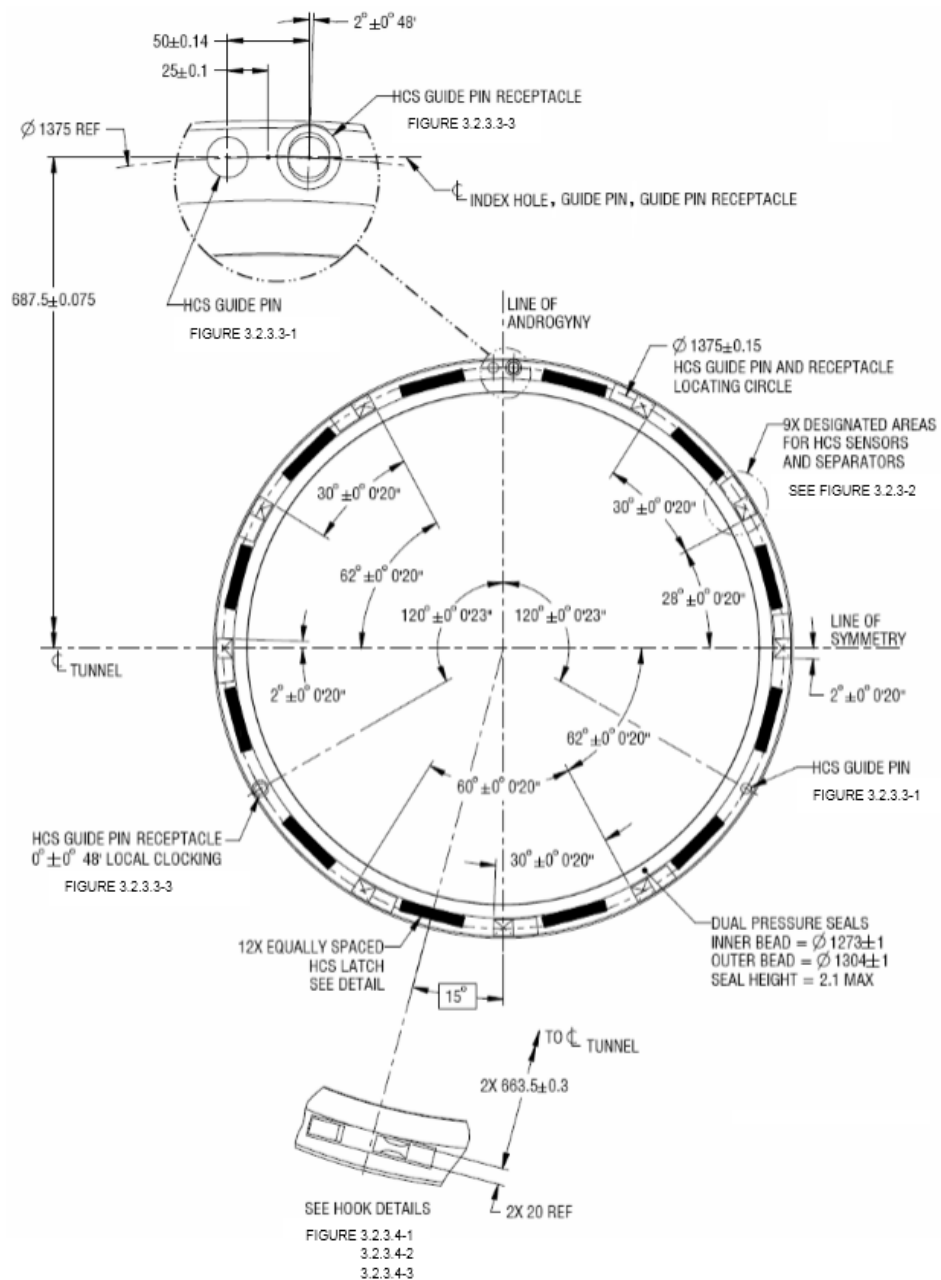 2° ±0° 48'
50±0.14
25±0.1
HCS GUIDE PIN RECEPTACLE
FIGURE 3.2.3.3-3
Ø 1375 REF
℄ INDEX HOLE, GUIDE PIN, GUIDE PIN RECEPTACLE
687.5±0.075
HCS GUIDE PIN
FIGURE 3.2.3.3-1
LINE OF
ANDROGYNY
Ø 1375±0.15
HCS GUIDE PIN AND RECEPTACLE
LOCATING CIRCLE
9X DESIGNATED AREAS
FOR HCS SENSORS
AND SEPARATORS
SEE FIGURE 3.2.3-2
30° ±0° 0'20"
30° ±0° 0'20"
62° ±0° 0'20"
28° ±0° 0'20"
120° ±0° 0'23"
120° ±0° 0'23"
LINE OF
SYMMETRY
℄ TUNNEL
2° ±0° 0'20"
2° ±0° 0'20"
62° ±0° 0'20"
60° ±0° 0'20"
HCS GUIDE PIN
FIGURE 3.2.3.3-1
HCS GUIDE PIN RECEPTACLE
0° ±0° 48' LOCAL CLOCKING
FIGURE 3.2.3.3-3
30° ±0° 0'20"
12X EQUALLY SPACED
HCS LATCH
SEE DETAIL
DUAL PRESSURE SEALS
INNER BEAD = Ø 1273±1
OUTER BEAD = Ø 1304±1
SEAL HEIGHT = 2.1 MAX
15°
TO ℄ TUNNEL
2X 663.5±0.3
SEE HOOK DETAILS
2X 20 REF
FIGURE 3.2.3.4-1
3.2.3.4-2
3.2.3.4-3